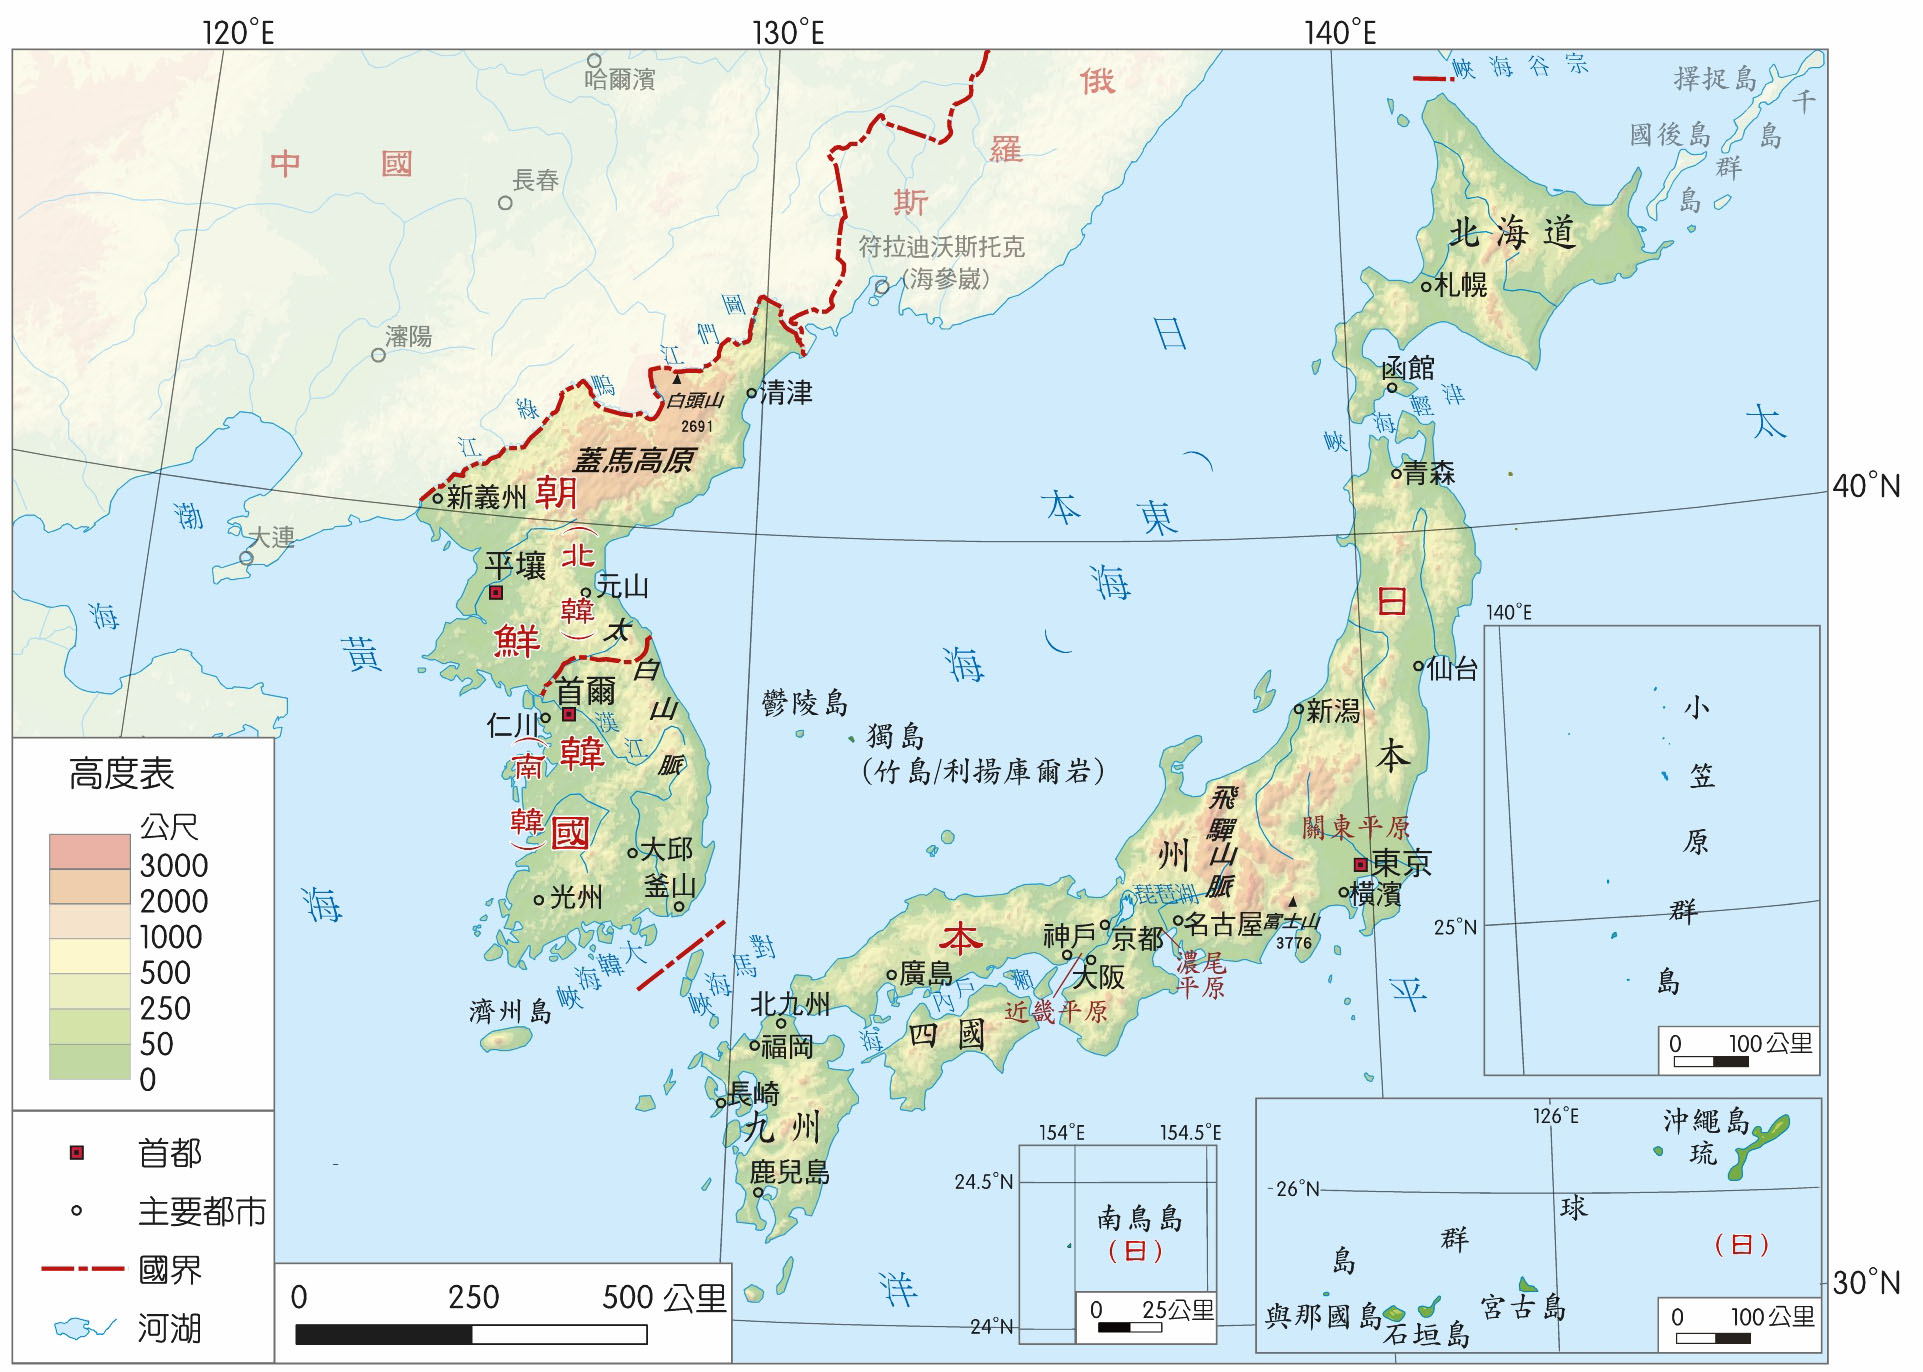 120°E
130°E
140°E
40°N
30°N
中國
俄羅斯
哈爾濱
長春
瀋陽
大連
符拉迪沃斯托克
(海參崴)
宗谷海峽
擇捉島
國後島
千島群島
北海道
札幌
函館
津輕海峽
青森
圖們江
鴨綠江
白頭山
2691
清津
蓋馬高原
新義州
朝鮮
(北韓)
平壤
元山
太白山脈
首爾
仁川
漢江
韓國
(南韓)
大邱
釜山
光州
渤海
黃海
日本海
(東海)
太平洋
鬱陵島
獨島
(竹島/利揚庫爾岩)
日本
本州
仙台
新潟
飛驒山脈
關東平原
東京
橫濱
琵琶湖
名古屋
富士山
3776
神戶
京都
大阪
濃尾
平原
近畿平原
廣島
瀨戶內海
四國
大韓海峽
對馬海峽
濟州島
北九州
福岡
長崎
九州
鹿兒島
高度表
公尺
3000
2000
1000
500
250
50
0
首都
主要都市
國界
河湖
0 250 500 公里
140°E
25°N
小笠原群島
0 100 公里
154°E
154.5°E
24.5°N
24°N
南鳥島
(日)
0 25 公里
126°E
26°N
沖繩島
琉球群島
(日)
與那國島
石垣島
宮古島
0 100 公里